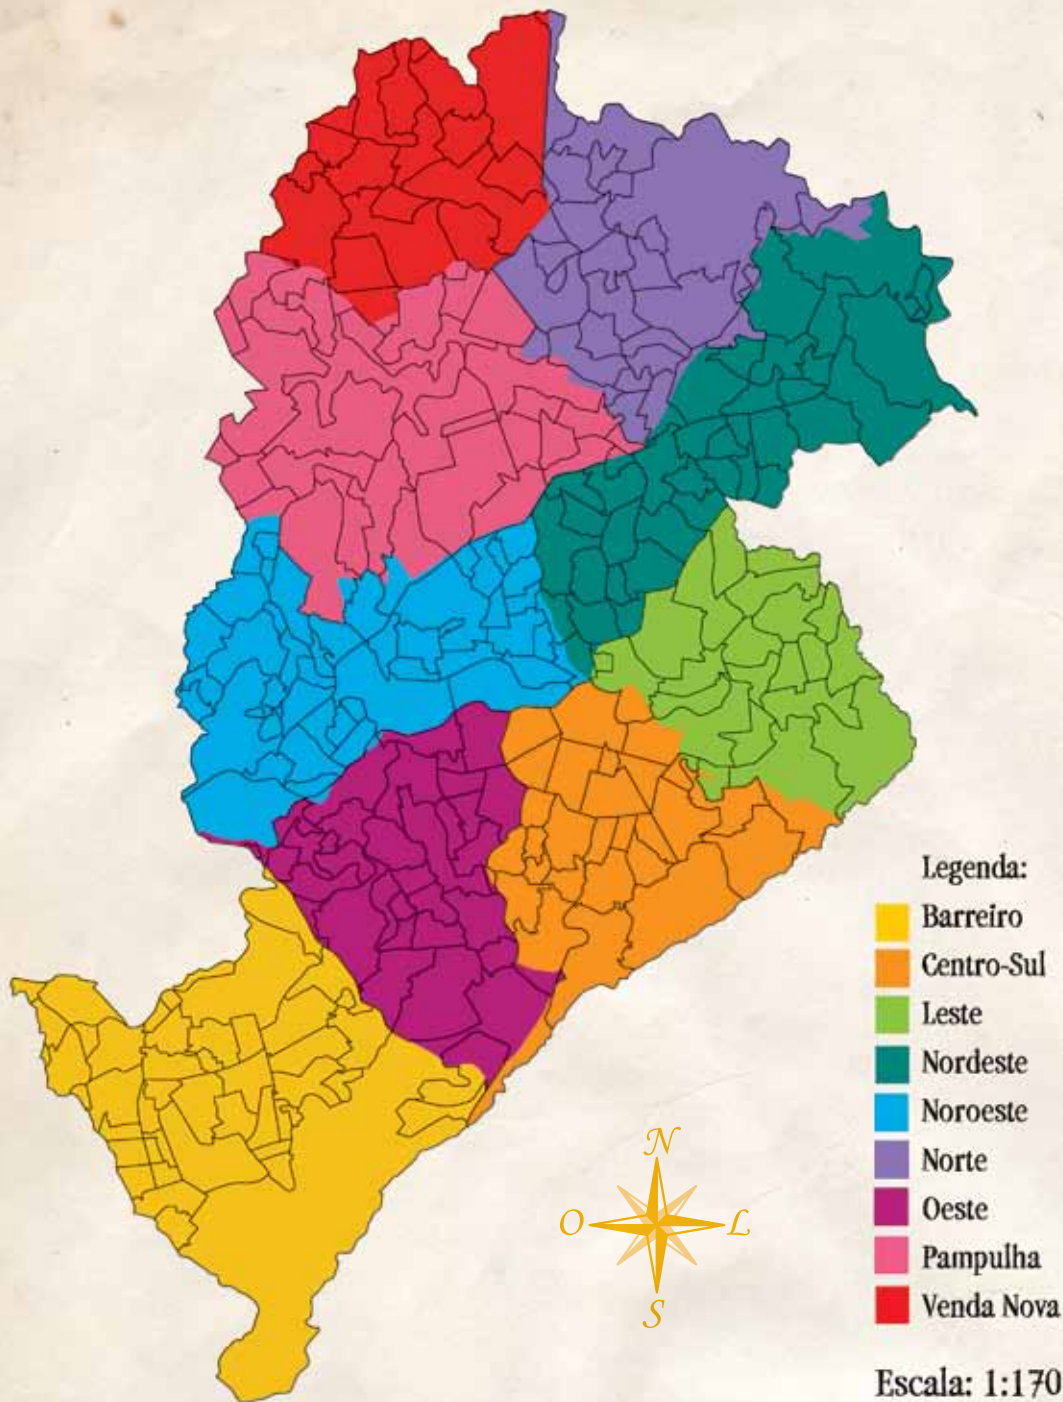 Legenda:
Barreiro
Centro-Sul
Leste
Nordeste
Noroeste
Norte
Oeste
Pampulha
Venda Nova
N
O L
S
Escala: 1:170